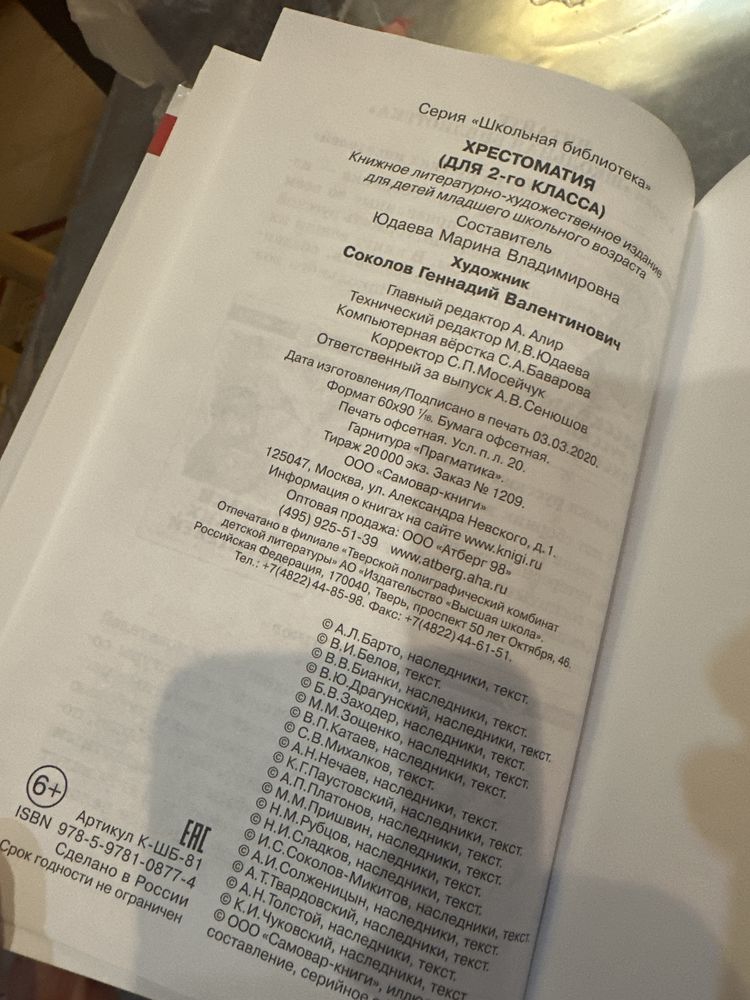 Серия «Школьная библиотека»
ХРЕСТОМАТИЯ
(ДЛЯ 2-го КЛАССА)
Книжное литературно-художественное издание
для детей младшего школьного возраста
Составитель
Юдаева Марина Владимировна
Художник
Соколов Геннадий Валентинович
Главный редактор А. Алир
Технический редактор М.В.Юдаева
Компьютерная вёрстка С.А.Баварова
Корректор С.П.Мосейчук
Ответственный за выпуск А.В.Сенюшов
Дата изготовления/Подписано в печать 03.03.2020.
Формат 60x90 1/16. Бумага офсетная.
Печать офсетная. Усл. п. л. 20.
Гарнитура «Прагматика».
Тираж 20 000 экз. Заказ № 1209.
ООО «Самовар-книги»
125047, Москва, ул. Александра Невского, д.1.
Информация о книгах на сайте www.knigi.ru
Оптовая продажа: ООО «Атберг 98»
(495) 925-51-39 www.atberg.aha.ru
Отпечатано в филиале «Тверской полиграфический комбинат
детской литературы» АО «Издательство «Высшая школа».
Российская Федерация, 170040, Тверь, проспект 50 лет Октября, 46.
Тел.: +7(4822) 44-85-98. Факс: +7(4822) 44-61-51.
© А.Л.Барто, наследники, текст.
© В.И.Белов, текст.
© В.В.Бианки, наследники, текст.
© В.Ю.Драгунский, наследники, текст.
© Б.В.Заходер, наследники, текст.
© М.М.Зощенко, наследники, текст.
© В.П.Катаев, наследники, текст.
© С.В.Михалков, текст.
© А.Н.Нечаев, наследники, текст.
© К.Г.Паустовский, наследники, текст.
© А.П.Платонов, наследники, текст.
© М.М.Пришвин, наследники, текст.
© Н.М.Рубцов, наследники, текст.
© Н.И.Сладков, наследники, текст.
© И.С.Соколов-Микитов, наследники, текст.
© А.И.Солженицын, наследники, текст.
© А.Т.Твардовский, наследники, текст.
© А.Н.Толстой, наследники, текст.
© К.И.Чуковский, наследники, текст
© ООО «Самовар-книги»,
составление, серийное
6+
Артикул К-ШБ-81
ISBN 978-5-9781-0877-4
Сделано в России
Срок годности не ограничен
EAC